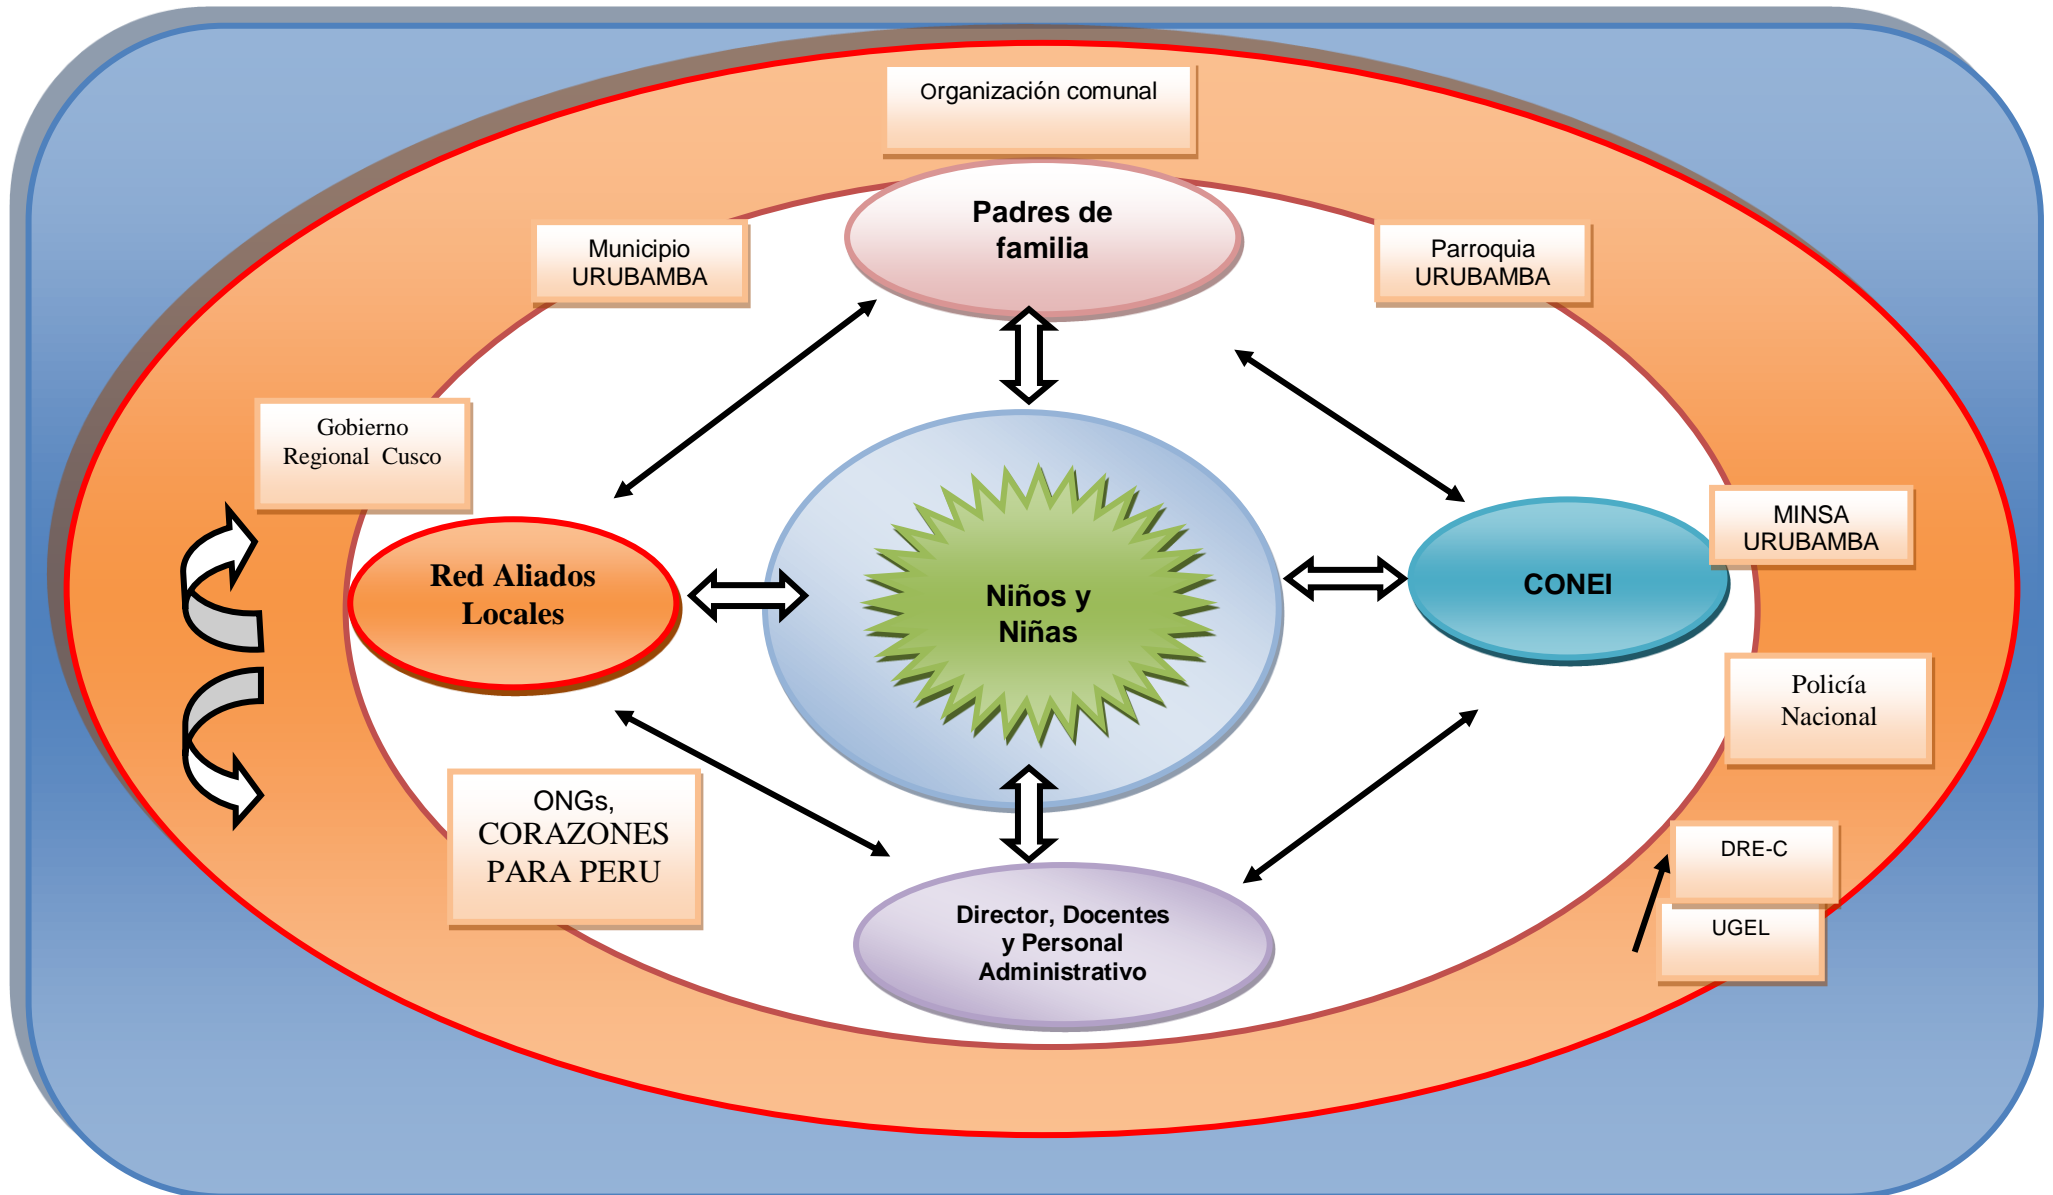 Organización comunal
Padres de
familia
Municipio
URUBAMBA
Parroquia
URUBAMBA
Gobierno
Regional Cusco
MINSA
URUBAMBA
Red Aliados
Locales
Niños y
Niñas
CONEI
Policía
Nacional
ONGs,
CORAZONES
PARA PERU
DRE-C
UGEL
Director, Docentes
y Personal
Administrativo